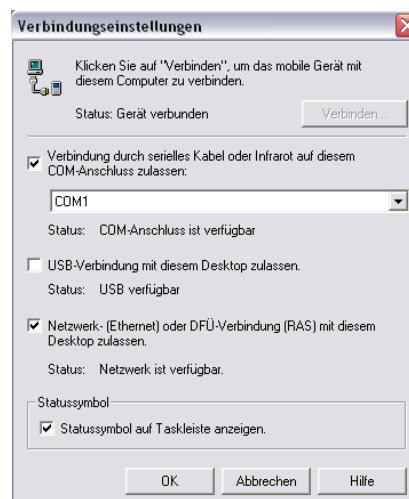 Verbindungseinstellungen
Klicken Sie auf "Verbinden", um das mobile Gerät mit
diesem Computer zu verbinden.
Status: Gerät verbunden
Verbinden...
Verbindung durch serielles Kabel oder Infrarot auf diesem
COM-Anschluss zulassen:
COM1
Status: COM-Anschluss ist verfügbar
USB-Verbindung mit diesem Desktop zulassen.
Status: USB verfügbar
Netzwerk- (Ethernet) oder DFÜ-Verbindung (RAS) mit diesem
Desktop zulassen.
Status: Netzwerk ist verfügbar.
Statussymbol
Statussymbol auf Taskleiste anzeigen.
OK
Abbrechen
Hilfe